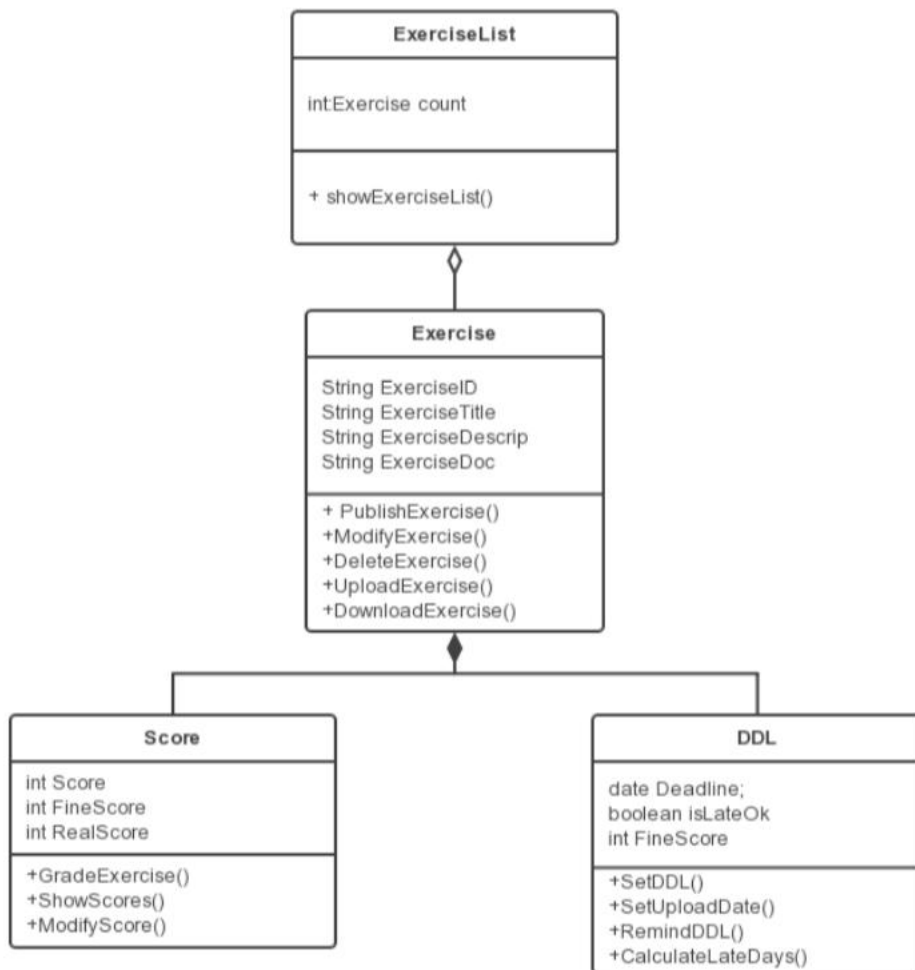 ExerciseList
int:Exercise count
+ showExerciseList()
Exercise
String ExerciseID
String ExerciseTitle
String ExerciseDescrip
String ExerciseDoc
+ PublishExercise()
+ModifyExercise()
+DeleteExercise()
+UploadExercise()
+DownloadExercise()
Score
int Score
int FineScore
int RealScore
+GradeExercise()
+ShowScores()
+ModifyScore()
DDL
date Deadline;
boolean isLateOk
int FineScore
+SetDDL()
+SetUploadDate()
+RemindDDL()
+CalculateLateDays()